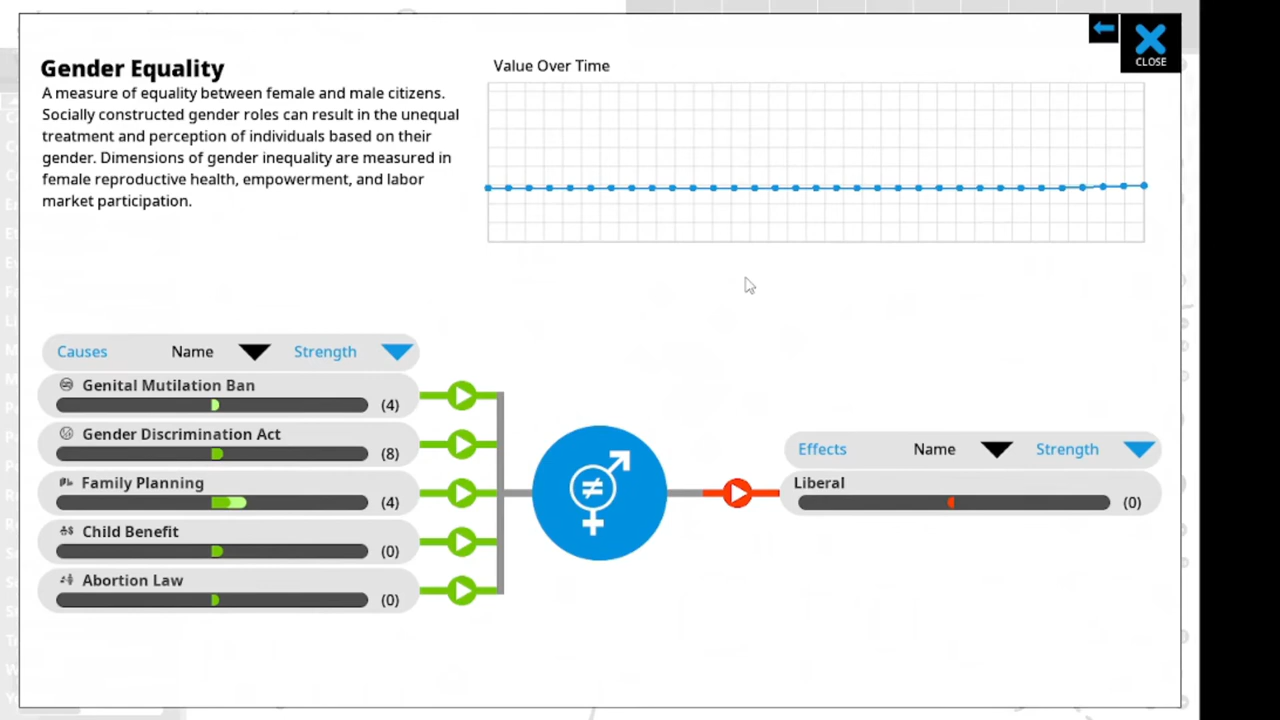 CLOSE
Gender Equality
A measure of equality between female and male citizens.
Socially constructed gender roles can result in the unequal
treatment and perception of individuals based on their
gender. Dimensions of gender inequality are measured in
female reproductive health, empowerment, and labor
market participation.
Value Over Time
Causes Name Strength
Genital Mutilation Ban
(4)
Gender Discrimination Act
(8)
Family Planning
(4)
Child Benefit
(0)
Abortion Law
(0)
Effects Name Strength
Liberal
(0)